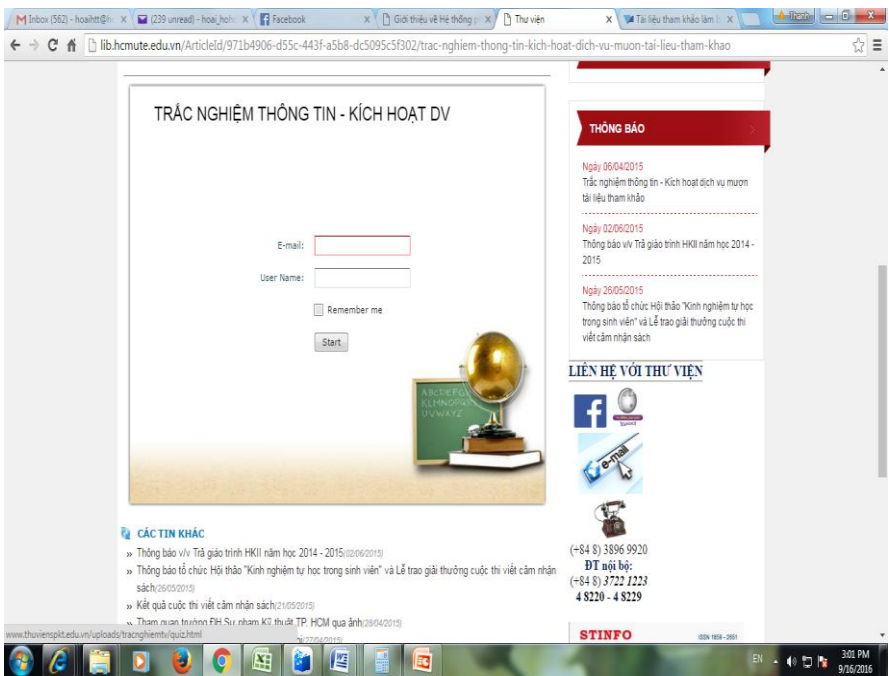 Inbox (562) - hoaihtt@h
(239 unread) - hoai_hoh
Facebook
Giới thiệu về Hệ thống p
Thư viện
Tài liệu tham khảo làm
Thanh
lib.hcmute.edu.vn/ArticleId/971b4906-d55c-443f-a5b8-dc5095c5f302/trac-nghiem-thong-tin-kich-hoat-dich-vu-muon-tai-lieu-tham-khao
TRẮC NGHIỆM THÔNG TIN - KÍCH HOẠT DV
E-mail:
User Name:
Remember me
Start
CÁC TIN KHÁC
» Thông báo v/v Trả giáo trình HKII năm học 2014 - 2015(02/06/2015)
» Thông báo tổ chức Hội thảo "Kinh nghiệm tự học trong sinh viên" và Lễ trao giải thưởng cuộc thi viết cảm nhận
sách(26/05/2015)
» Kết quả cuộc thi viết cảm nhận sách(21/05/2015)
» Tham quan trường ĐH Sư phạm Kỹ thuật TP. HCM qua ảnh(28/04/2015)
(27/04/2015)
www.thuvienspkt.edu.vn/uploads/tracnghiemtv/quiz.html
THÔNG BÁO
Ngày 06/04/2015
Trắc nghiệm thông tin - Kích hoạt dịch vụ mượn
tài liệu tham khảo
Ngày 02/06/2015
Thông báo v/v Trả giáo trình HKII năm học 2014 -
2015
Ngày 26/05/2015
Thông báo tổ chức Hội thảo "Kinh nghiệm tự học
trong sinh viên" và Lễ trao giải thưởng cuộc thi
viết cảm nhận sách
LIÊN HỆ VỚI THƯ VIỆN
e-mail
(+84 8) 3896 9920
ĐT nội bộ:
(+84 8) 3722 1223
4 8220 - 4 8229
STINFO
EN
3:01 PM
9/16/2016